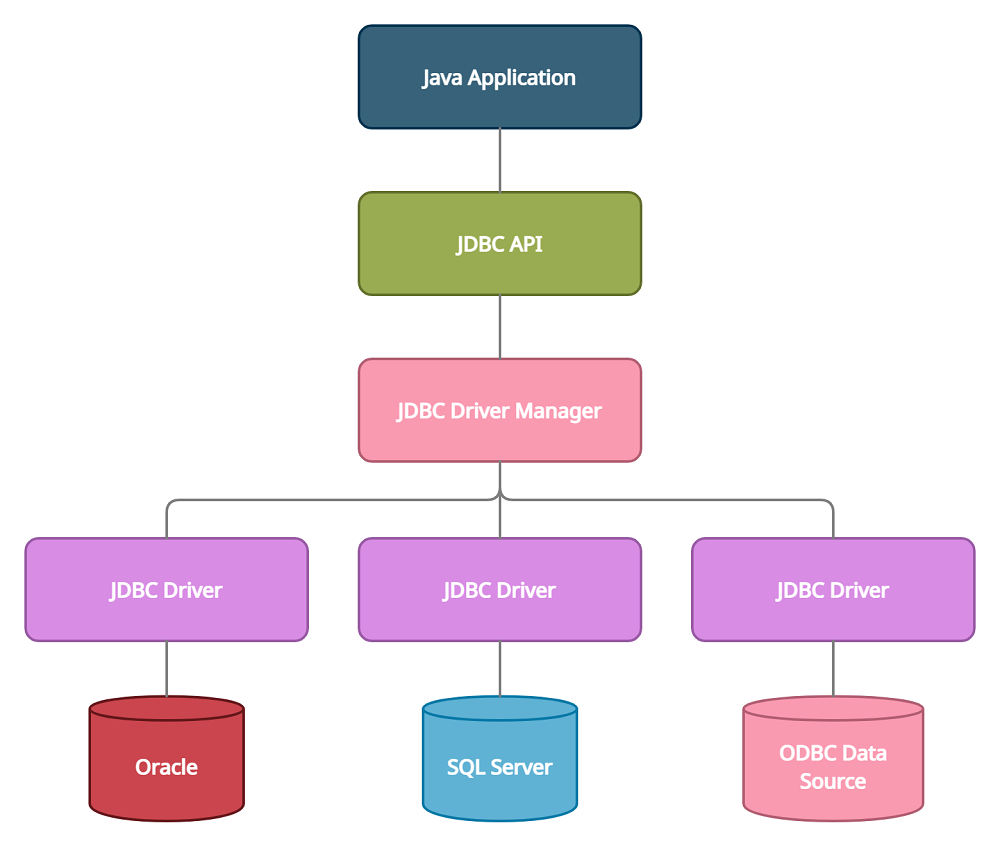 Java Application
JDBC API
JDBC Driver Manager
JDBC Driver
JDBC Driver
JDBC Driver
Oracle
SQL Server
ODBC Data
Source